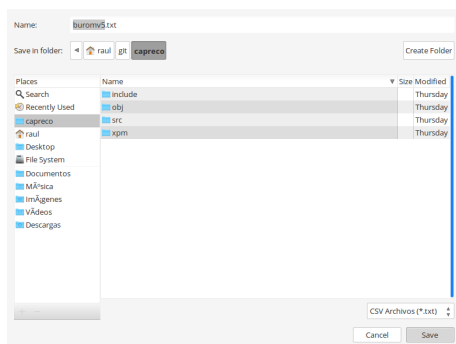 Name: buromv5.txt
Save in folder: raul git capreco Create Folder
Places Name Size Modified
Search include Thursday
Recently Used obj Thursday
capreco src Thursday
raul xpm Thursday
Desktop
File System
Documentos
MÃºsica
ImÃ¡genes
VÃ­deos
Descargas
CSV Archivos (*.txt)
Cancel Save